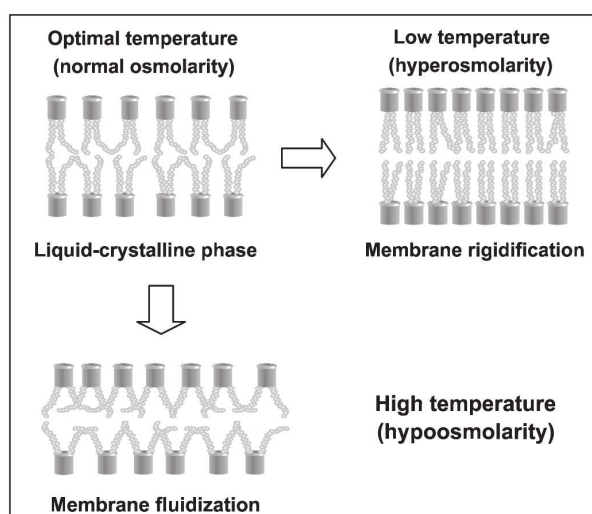 Optimal temperature
(normal osmolarity)
Low temperature
(hyperosmolarity)
Liquid-crystalline phase
Membrane rigidification
High temperature
(hypoosmolarity)
Membrane fluidization